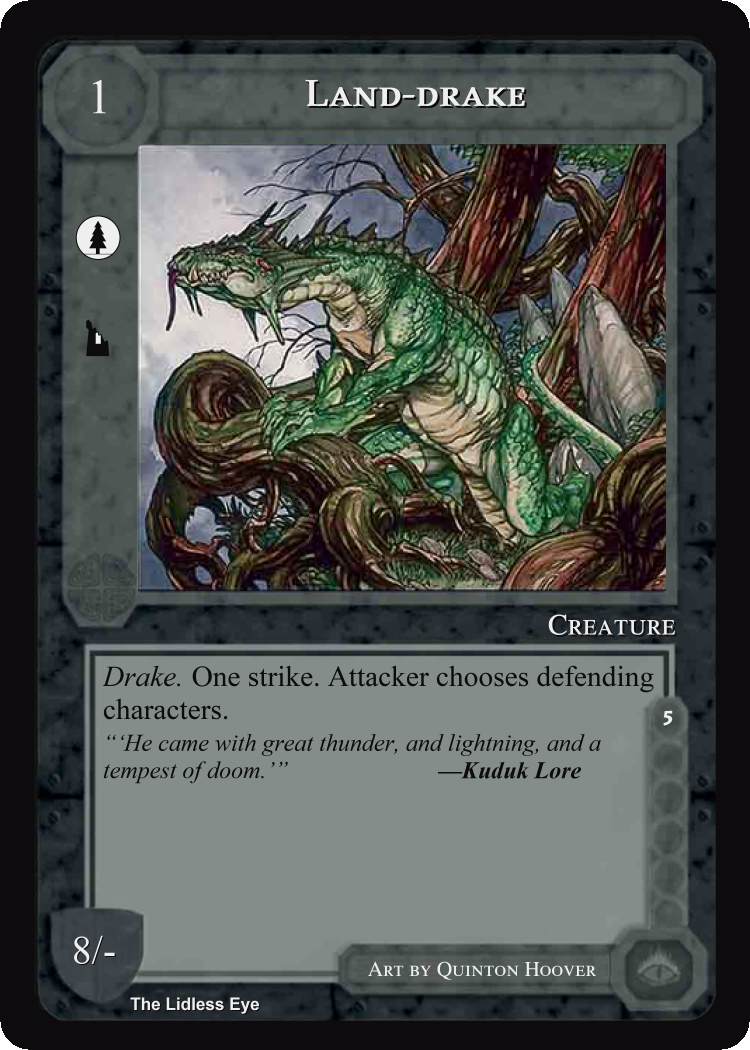 1
LAND-DRAKE
CREATURE
Drake. One strike. Attacker chooses defending
characters.
“‘He came with great thunder, and lightning, and a
tempest of doom.’” —Kuduk Lore
5
8/-
ART BY QUINTON HOOVER
The Lidless Eye